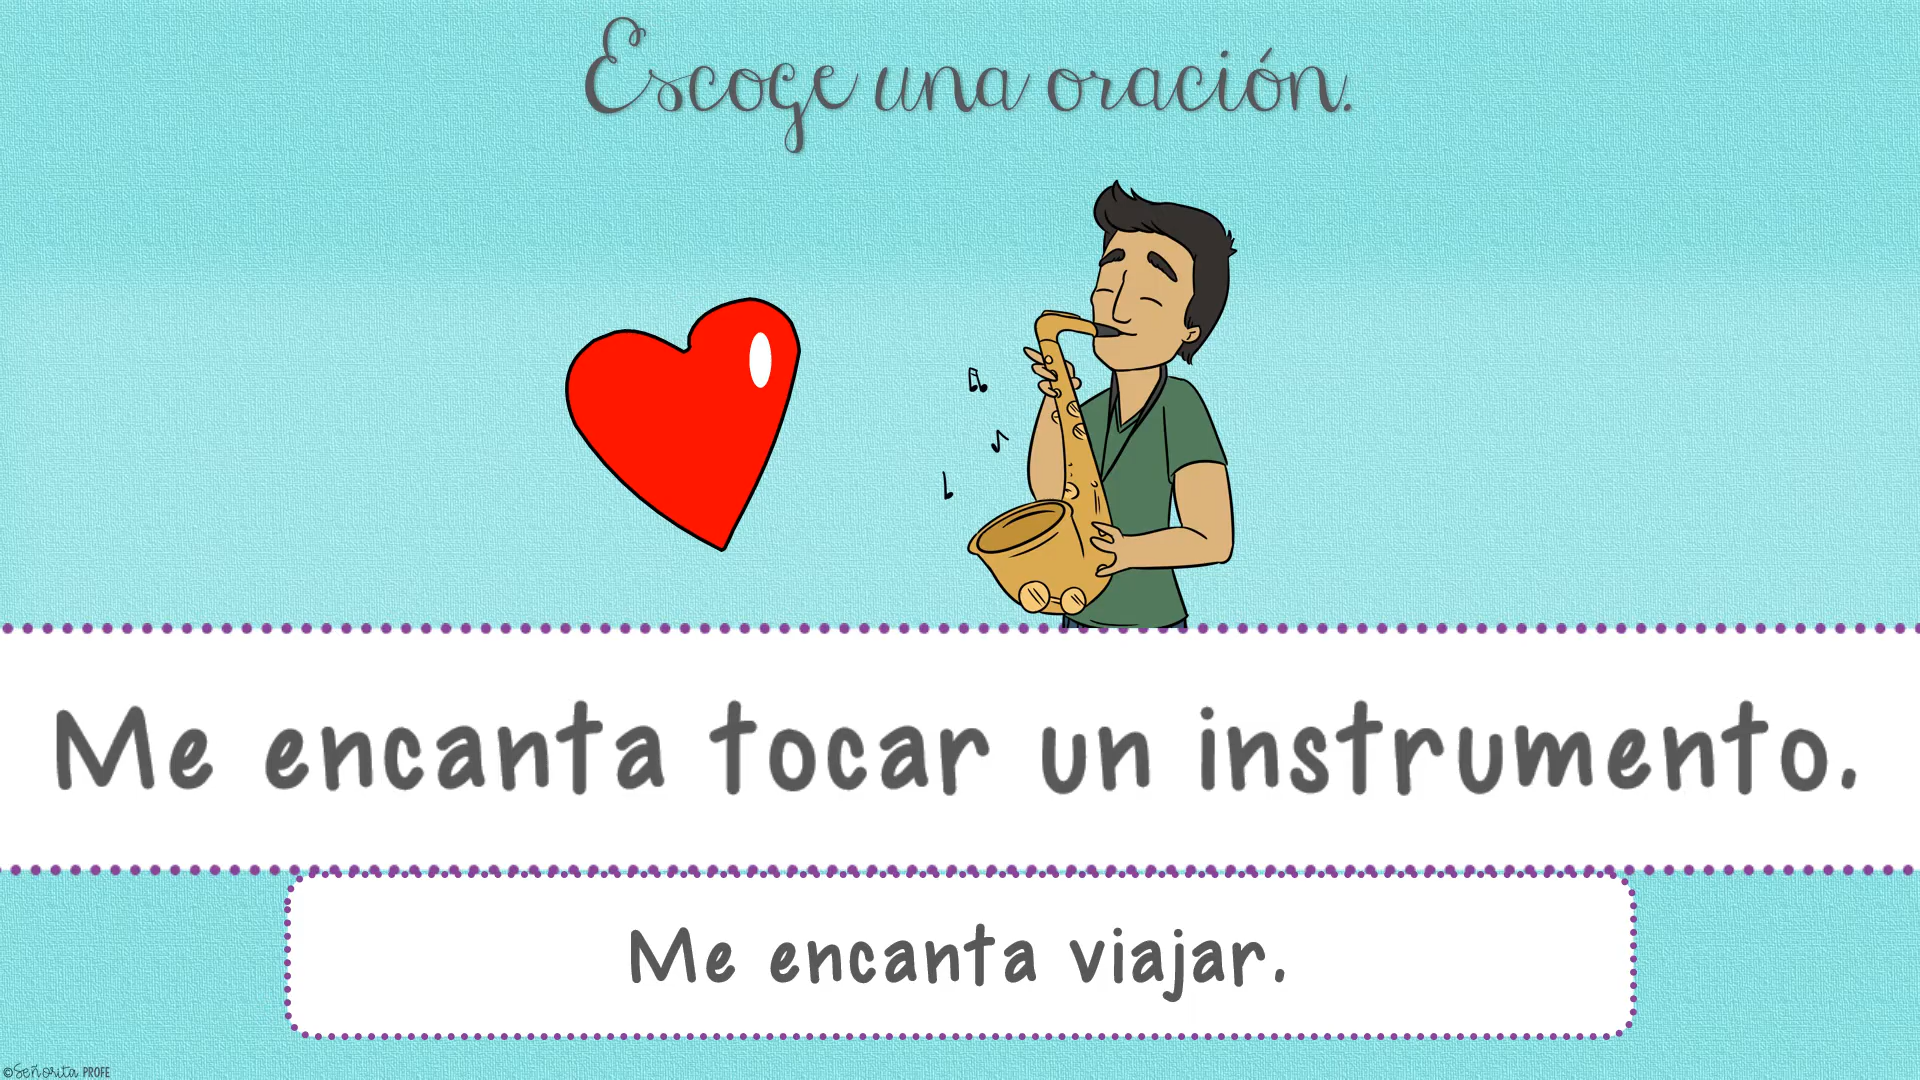 Escoge una oración.
Me encanta tocar un instrumento.
Me encanta viajar.
©Señorita PROFE